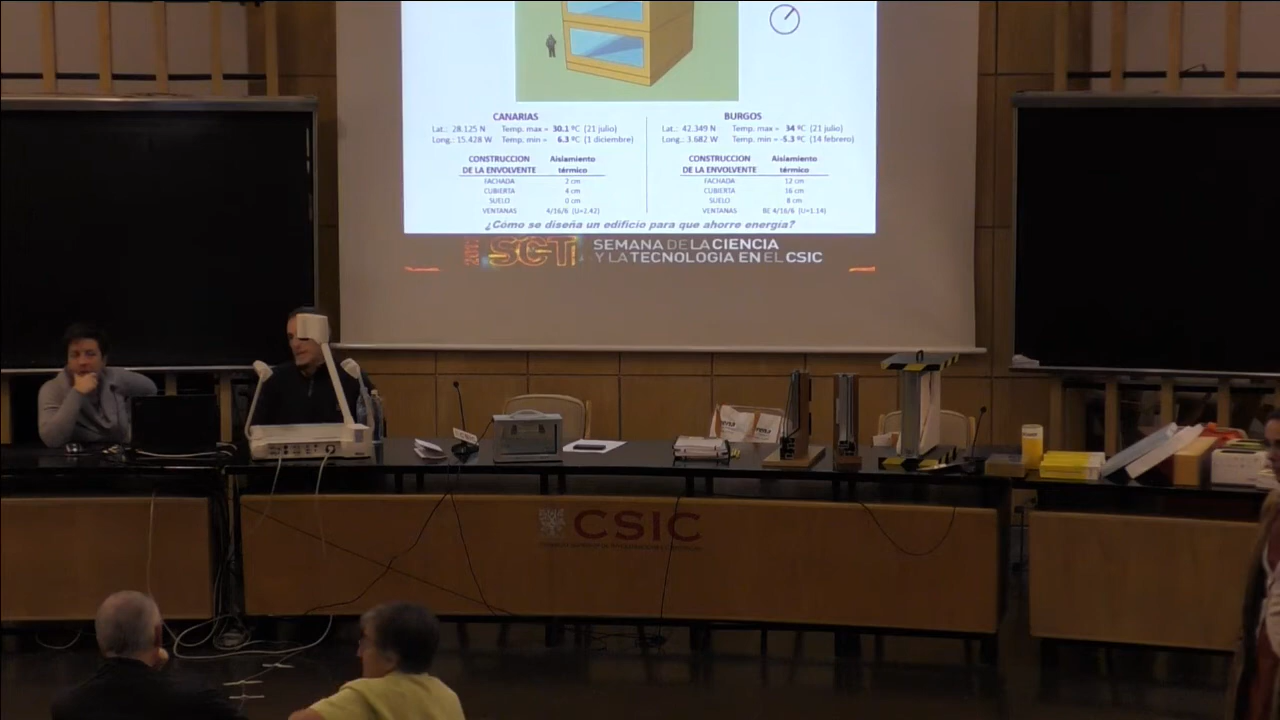 CANARIAS
Lat.: 28.125 N Temp. max = 30.1 ºC (21 julio)
Long.: 15.428 W Temp. min = 6.3 ºC (1 diciembre)
CONSTRUCCION Aislamiento
DE LA ENVOLVENTE térmico
FACHADA 2 cm
CUBIERTA 4 cm
SUELO 0 cm
VENTANAS 4/16/6 (U=2.42)
BURGOS
Lat.: 42.349 N Temp. max = 34 ºC (21 julio)
Long.: 3.682 W Temp. min = -5.3 ºC (14 febrero)
CONSTRUCCION Aislamiento
DE LA ENVOLVENTE térmico
FACHADA 12 cm
CUBIERTA 16 cm
SUELO 8 cm
VENTANAS BE 4/16/6 (U=1.14)
¿Cómo se diseña un edificio para que ahorre energía?
SCT
SEMANA DE LA CIENCIA
Y LA TECNOLOGIA EN EL CSIC
CSIC